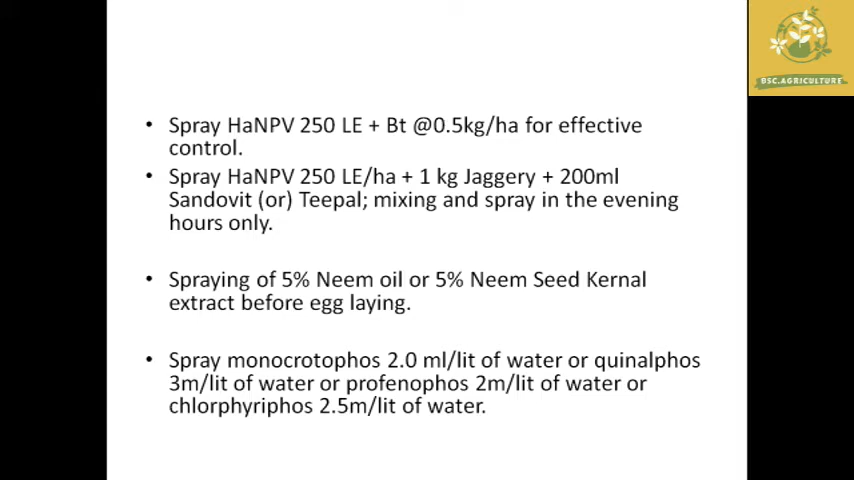 BSC.AGRICULTURE
• Spray HaNPV 250 LE + Bt @0.5kg/ha for effective
control.
• Spray HaNPV 250 LE/ha + 1 kg Jaggery + 200ml
Sandovit (or) Teepal; mixing and spray in the evening
hours only.
• Spraying of 5% Neem oil or 5% Neem Seed Kernal
extract before egg laying.
• Spray monocrotophos 2.0 ml/lit of water or quinalphos
3m/lit of water or profenophos 2m/lit of water or
chlorphyriphos 2.5m/lit of water.